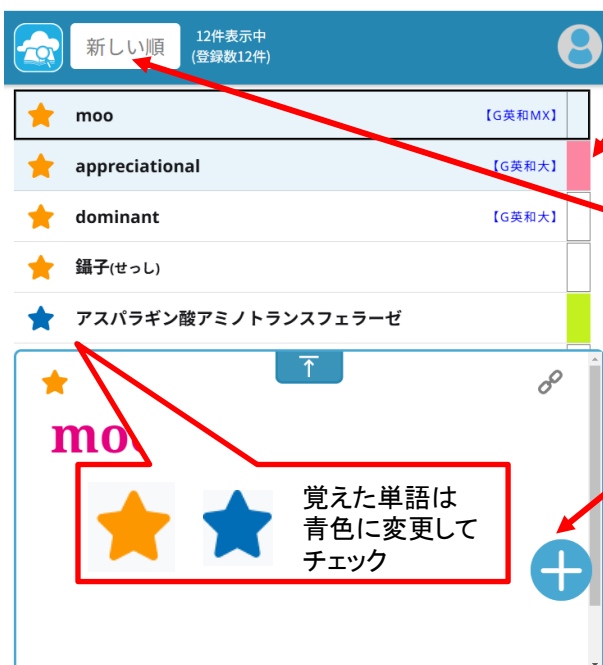 新しい順
12件表示中
(登録数12件)
moo
【G英和MX】
appreciational
【G英和大】
dominant
【G英和大】
鑷子(せっし)
アスパラギン酸アミノトランスフェラーゼ
moo
覚えた単語は
青色に変更して
チェック